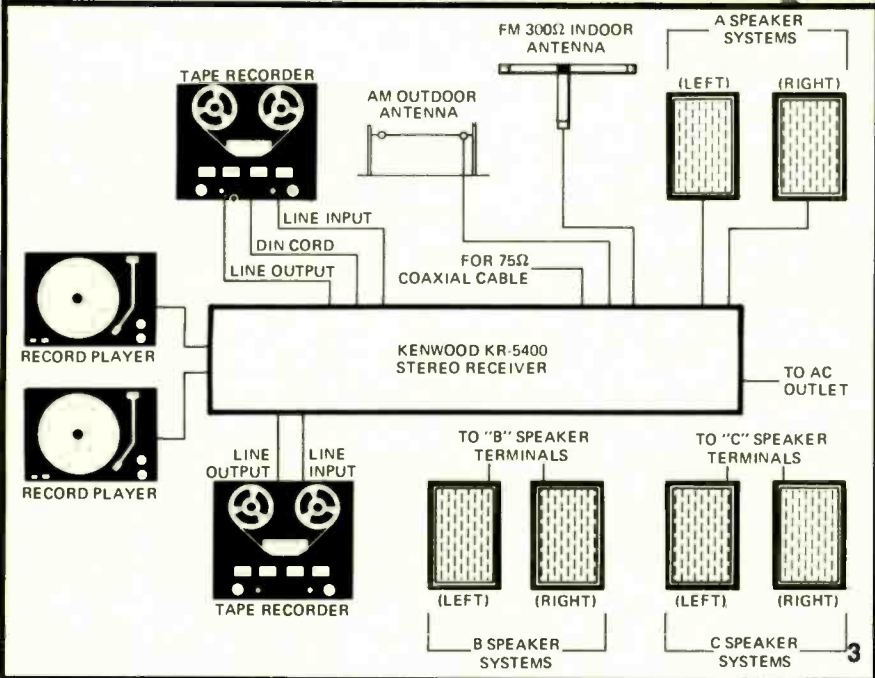 FM 300Ω INDOOR
ANTENNA
A SPEAKER
SYSTEMS
TAPE RECORDER
AM OUTDOOR
ANTENNA
(LEFT)
(RIGHT)
LINE INPUT
DIN CORD
LINE OUTPUT
FOR 75Ω
COAXIAL CABLE
RECORD PLAYER
KENWOOD KR-5400
STEREO RECEIVER
TO AC
OUTLET
RECORD PLAYER
LINE
OUTPUT
LINE
INPUT
TAPE RECORDER
TO "B" SPEAKER
TERMINALS
TO "C" SPEAKER
TERMINALS
(LEFT)
(RIGHT)
(LEFT)
(RIGHT)
B SPEAKER
SYSTEMS
C SPEAKER
SYSTEMS
3